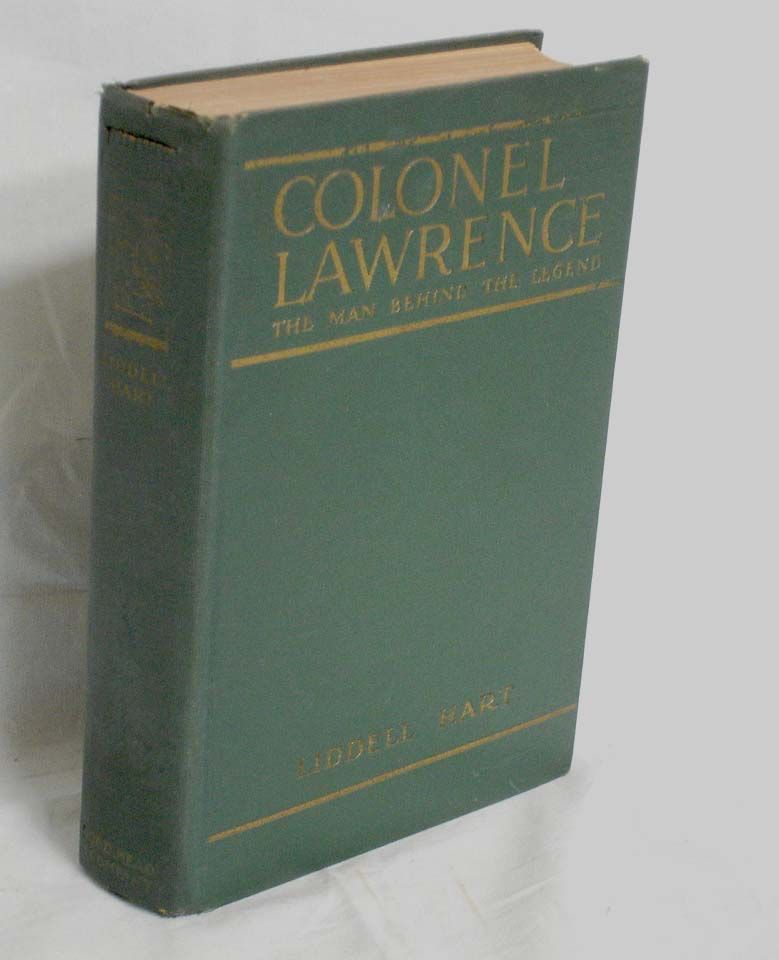 COLONEL
LAWRENCE
THE MAN BEHIND THE LEGEND
LIDDELL HART
LIDDELL
HART